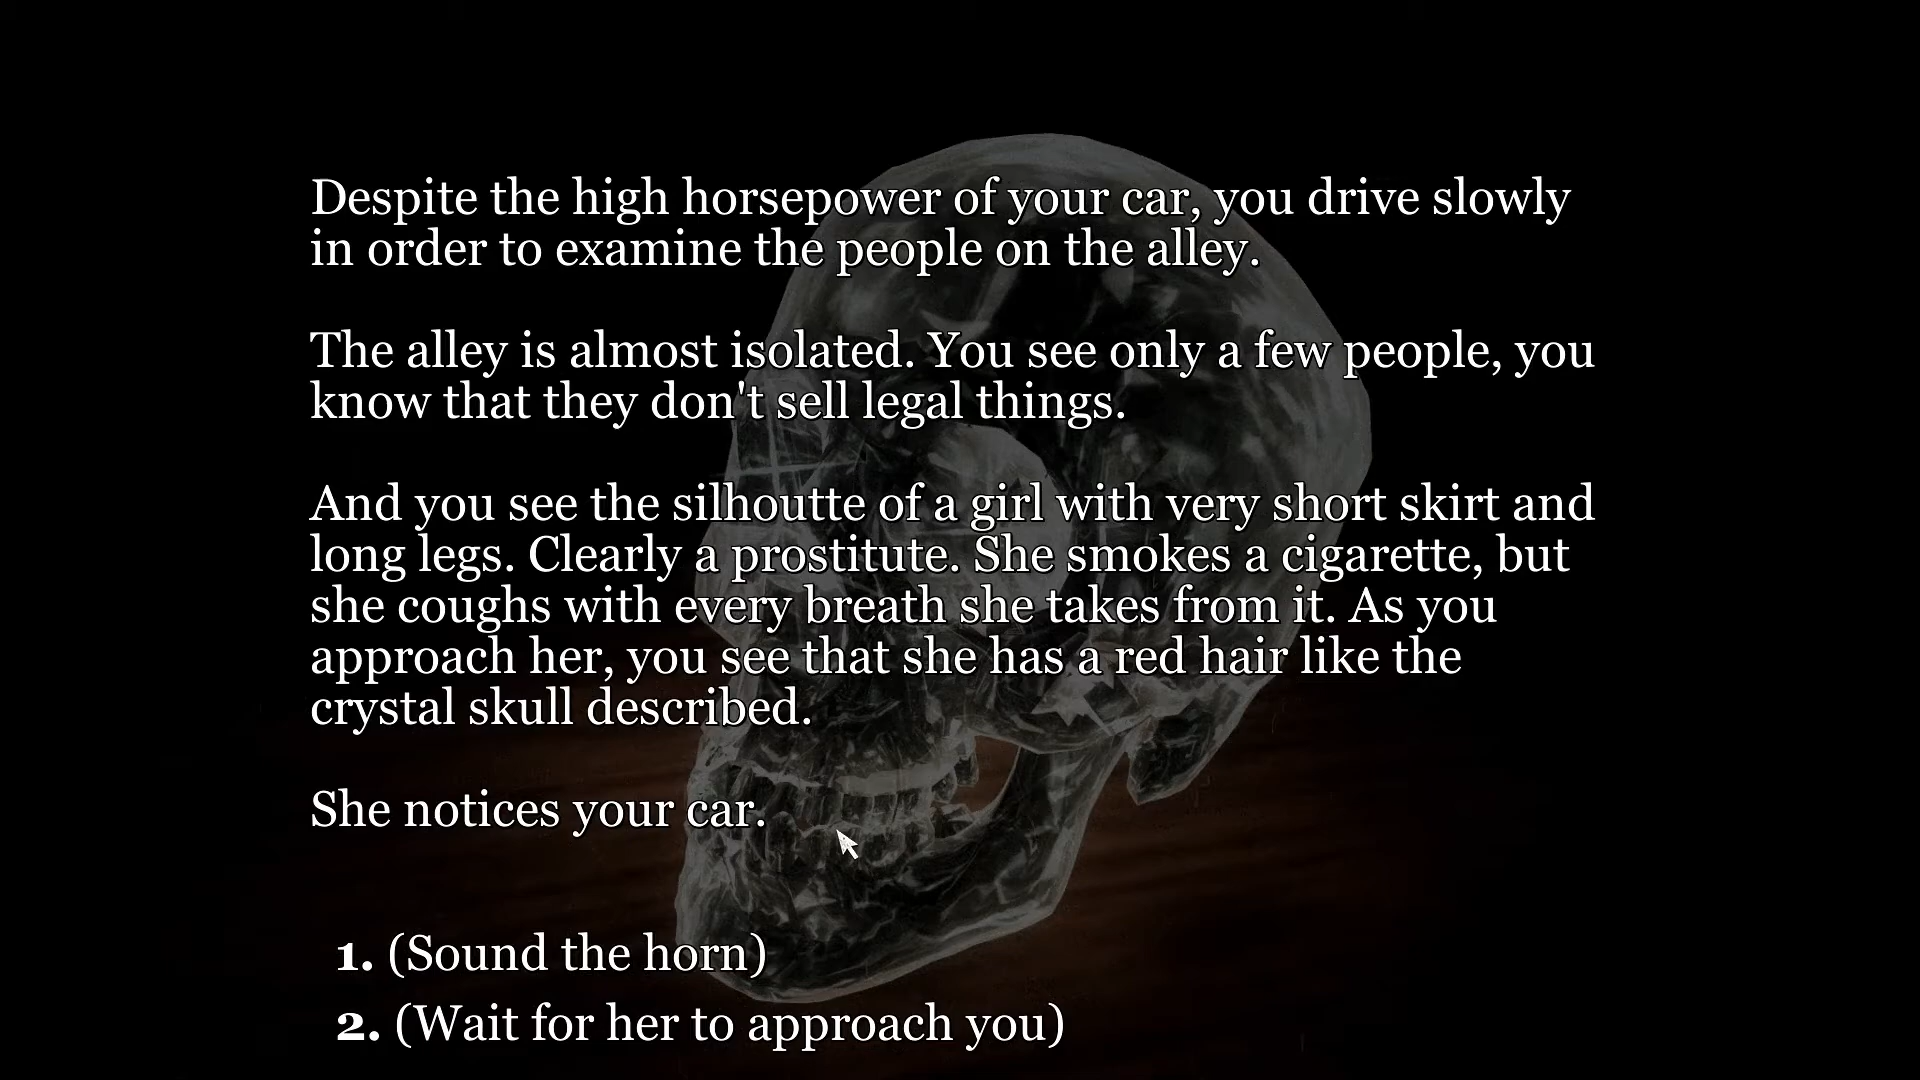 Despite the high horsepower of your car, you drive slowly
in order to examine the people on the alley.
The alley is almost isolated. You see only a few people, you
know that they don't sell legal things.
And you see the silhoutte of a girl with very short skirt and
long legs. Clearly a prostitute. She smokes a cigarette, but
she coughs with every breath she takes from it. As you
approach her, you see that she has a red hair like the
crystal skull described.
She notices your car.
1. (Sound the horn)
2. (Wait for her to approach you)